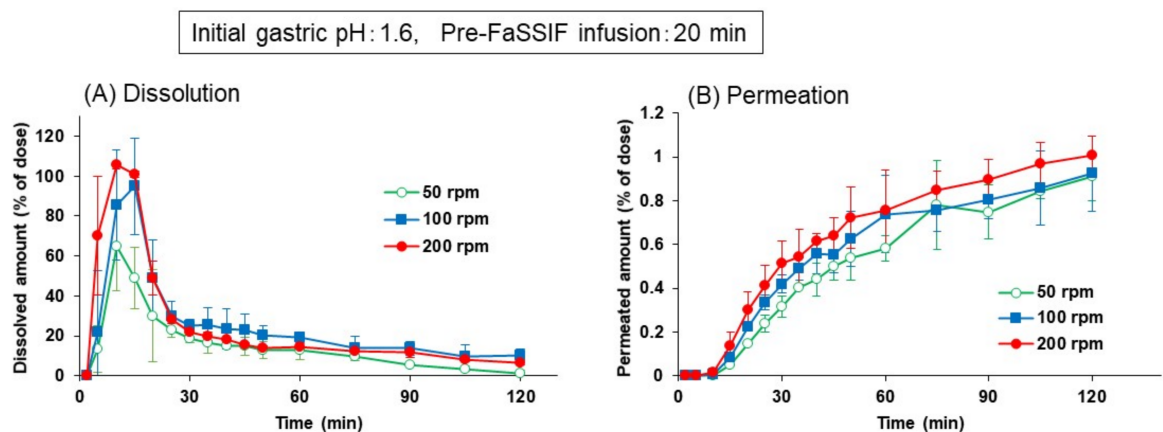 Initial gastric pH：1.6,   Pre-FaSSIF infusion：20 min
(A) Dissolution
Dissolved amount (% of dose)
120
100
80
60
40
20
0
0 30 60 90 120
Time (min)
50 rpm
100 rpm
200 rpm
(B) Permeation
Permeated amount (% of dose)
1.2
1
0.8
0.6
0.4
0.2
0
0 30 60 90 120
Time (min)
50 rpm
100 rpm
200 rpm